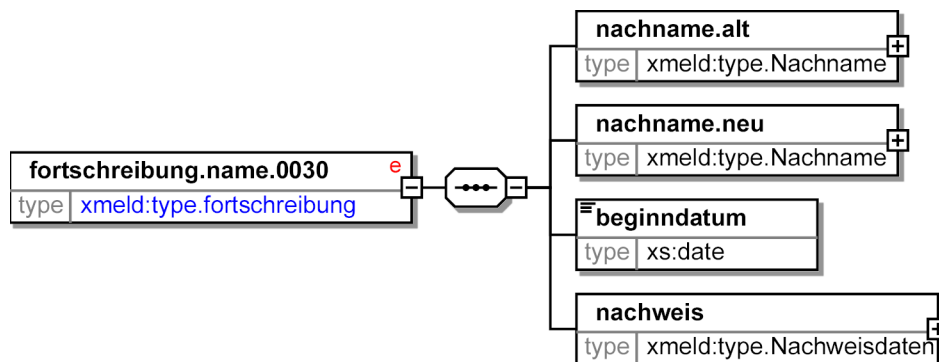 nachname.alt
type xmeld:type.Nachname
nachname.neu
type xmeld:type.Nachname
fortschreibung.name.0030 e
type xmeld:type.fortschreibung
beginndatum
type xs:date
nachweis
type xmeld:type.Nachweisdaten